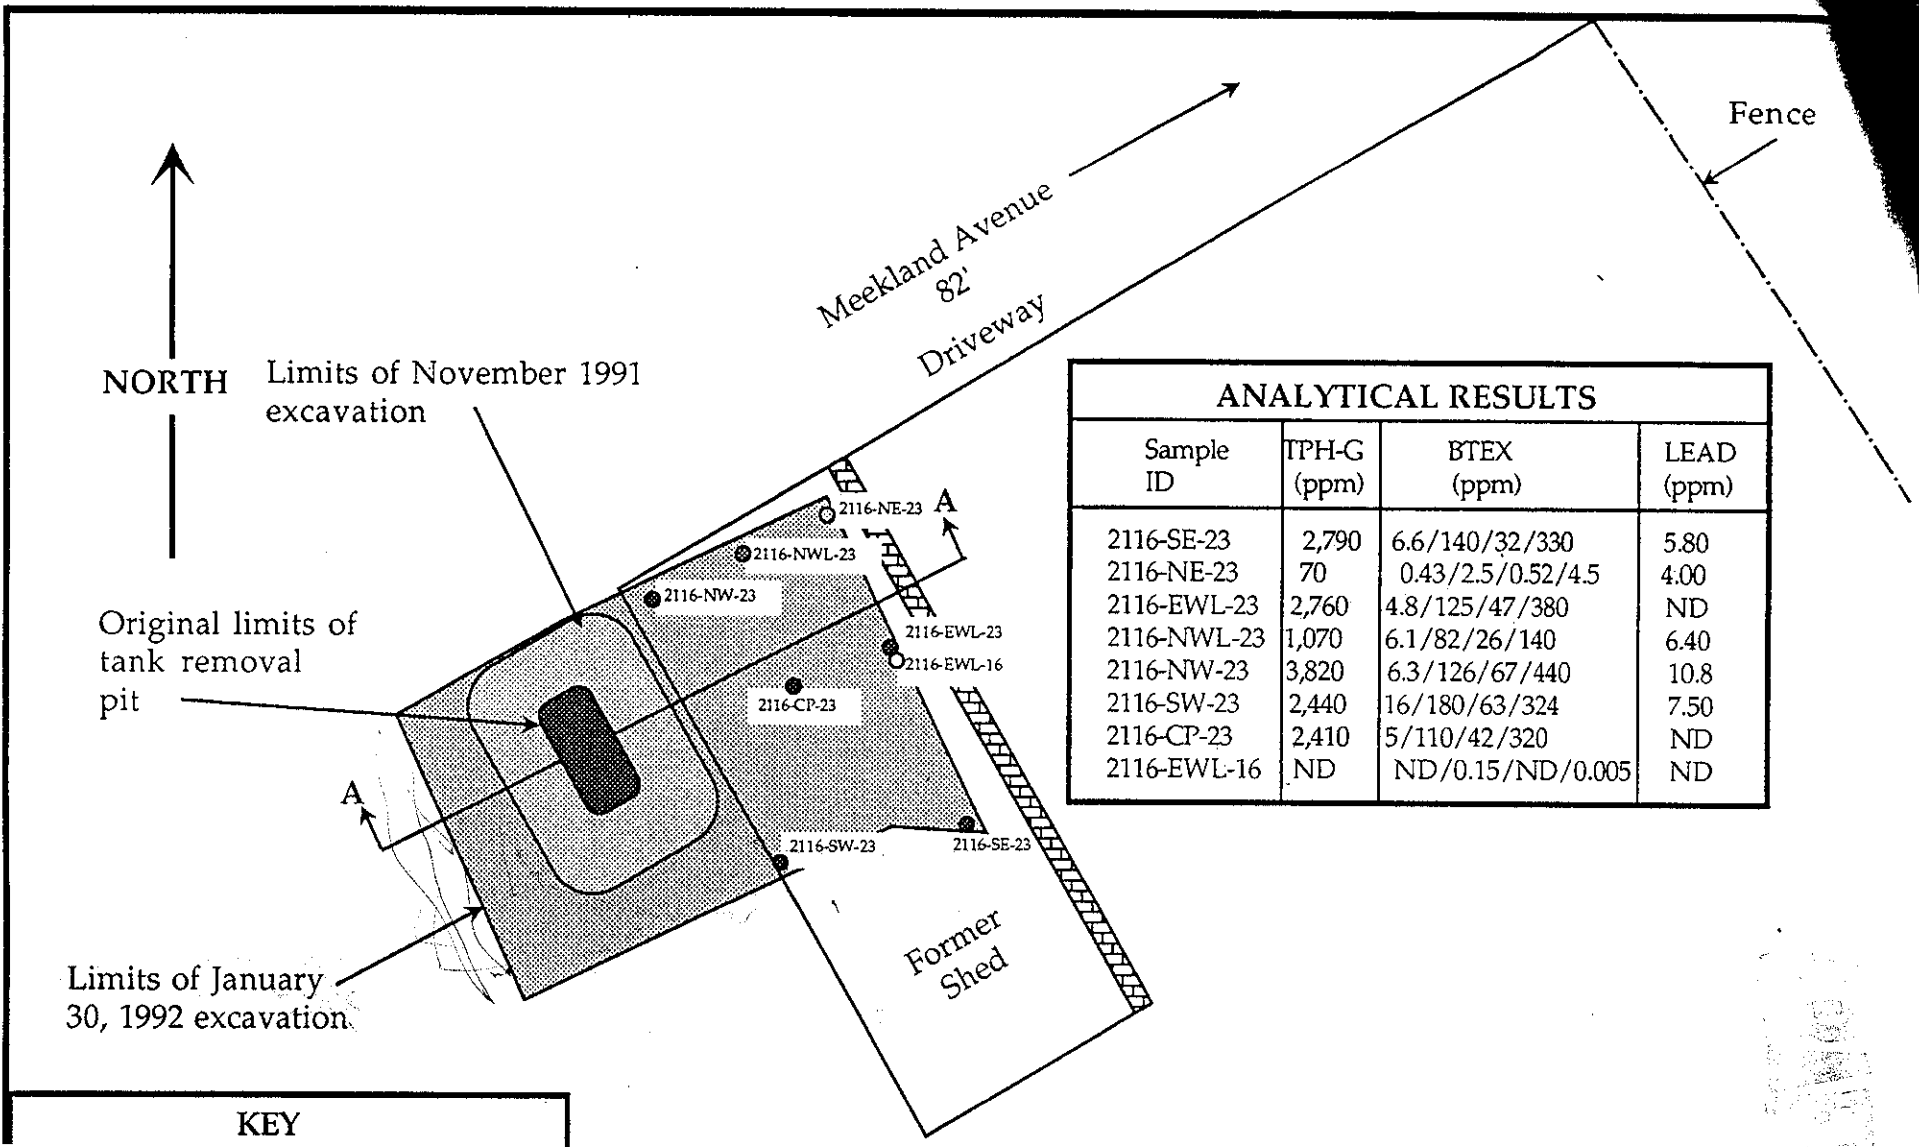 Fence
Meekland Avenue
82'
Driveway
NORTH
Limits of November 1991
excavation
ANALYTICAL RESULTS
Sample ID TPH-G (ppm) BTEX (ppm) LEAD (ppm)
2116-SE-23 2,790 6.6/140/32/330 5.80
2116-NE-23 70 0.43/2.5/0.52/4.5 4.00
2116-EWL-23 2,760 4.8/125/47/380 ND
2116-NWL-23 1,070 6.1/82/26/140 6.40
2116-NW-23 3,820 6.3/126/67/440 10.8
2116-SW-23 2,440 16/180/63/324 7.50
2116-CP-23 2,410 5/110/42/320 ND
2116-EWL-16 ND ND/0.15/ND/0.005 ND
2116-NE-23
A
2116-NWL-23
2116-NW-23
Original limits of
tank removal
pit
2116-EWL-23
2116-EWL-16
2116-CP-23
A
2116-SW-23
2116-SE-23
Former
Shed
Limits of January
30, 1992 excavation
KEY